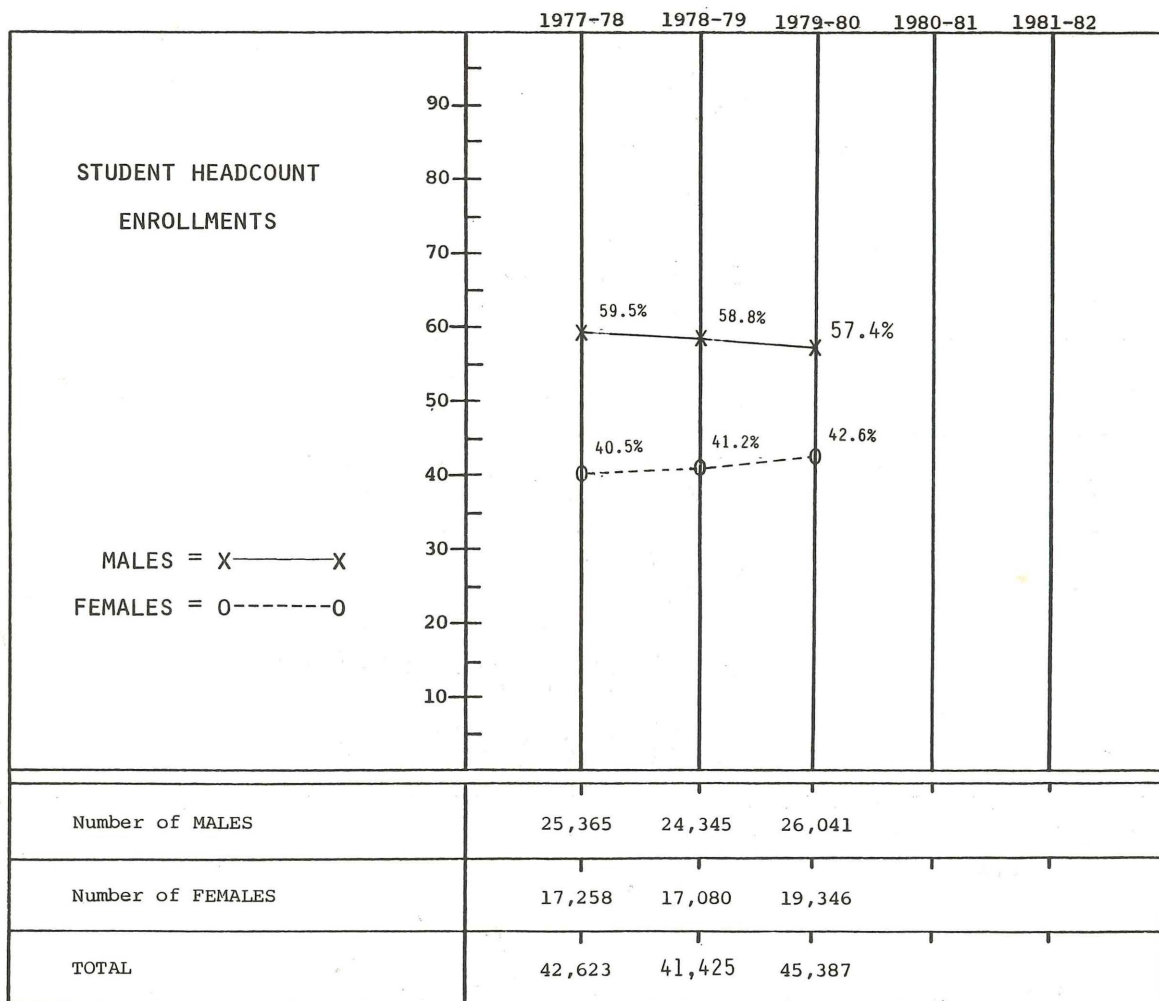 1977-78 1978-79 1979-80 1980-81 1981-82
90
STUDENT HEADCOUNT
80
ENROLLMENTS
70
59.5% 58.8%
60
57.4%
50
40.5% 41.2% 42.6%
40
30
MALES = X———X
FEMALES = O-------O
20
10
Number of MALES 25,365 24,345 26,041
Number of FEMALES 17,258 17,080 19,346
TOTAL 42,623 41,425 45,387